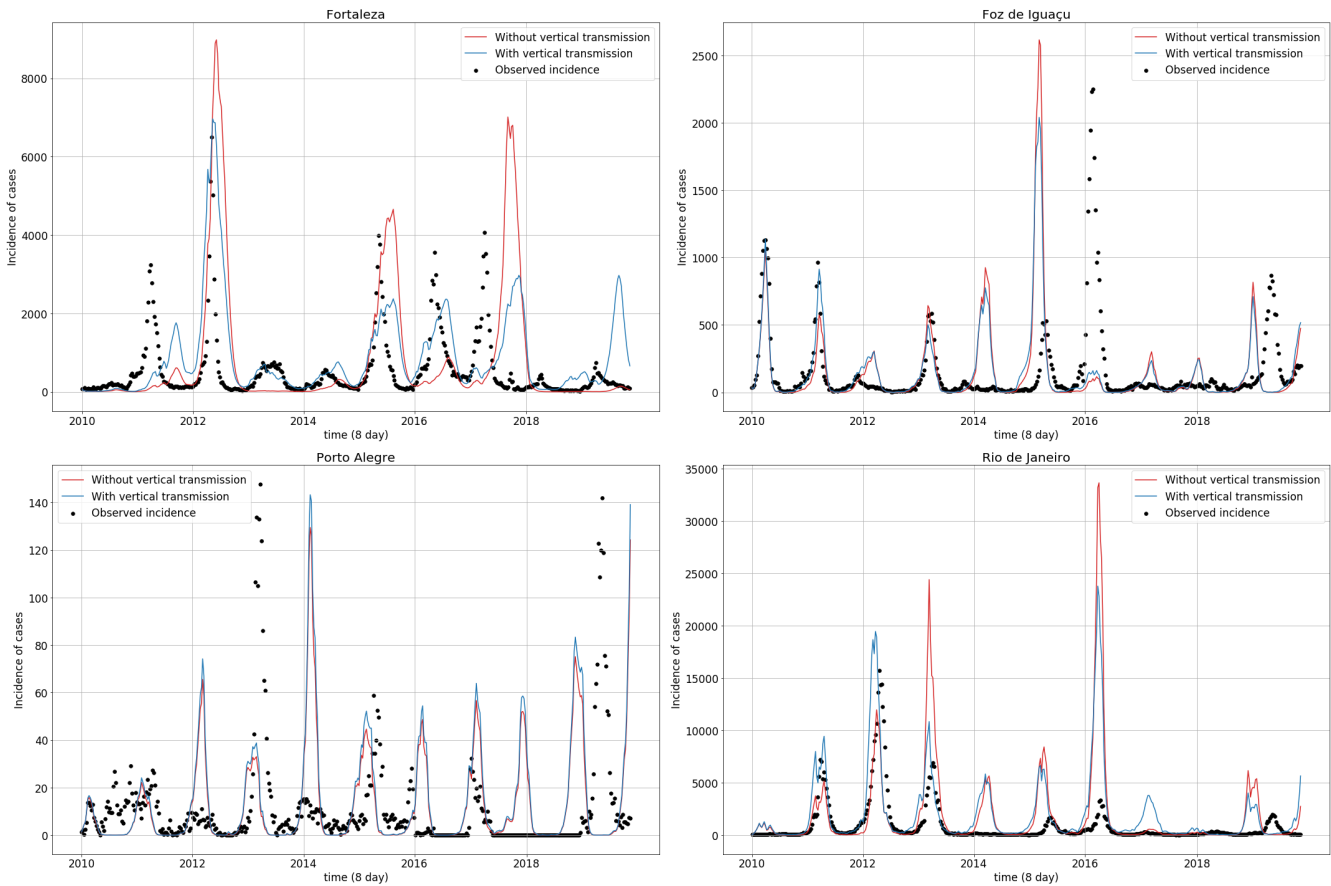 Fortaleza
Without vertical transmission
With vertical transmission
Observed incidence
8000
6000
4000
2000
0
Incidence of cases
2010
2012
2014
2016
2018
time (8 day)
Foz de Iguaçu
Without vertical transmission
With vertical transmission
Observed incidence
2500
2000
1500
1000
500
0
Incidence of cases
2010
2012
2014
2016
2018
time (8 day)
Porto Alegre
Without vertical transmission
With vertical transmission
Observed incidence
140
120
100
80
60
40
20
0
Incidence of cases
2010
2012
2014
2016
2018
time (8 day)
Rio de Janeiro
Without vertical transmission
With vertical transmission
Observed incidence
35000
30000
25000
20000
15000
10000
5000
0
Incidence of cases
2010
2012
2014
2016
2018
time (8 day)